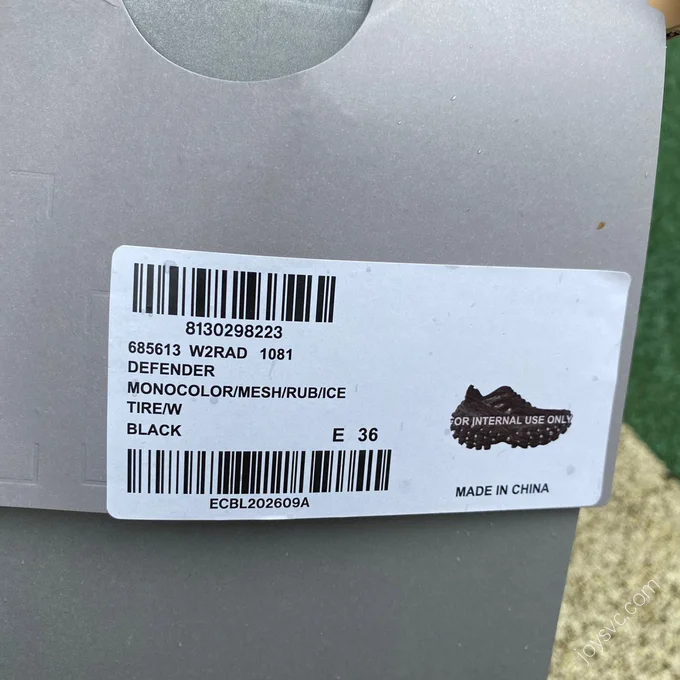 8130298223
685613 W2RAD 1081
DEFENDER
MONOCOLOR/MESH/RUB/ICE
TIRE/W
BLACK
E 36
FOR INTERNAL USE ONLY
ECBL202609A
MADE IN CHINA
joysvc.com